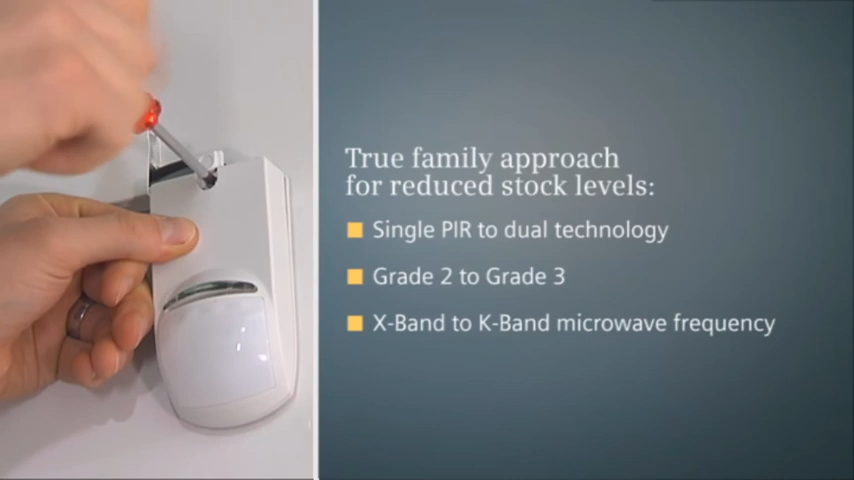 True family approach
for reduced stock levels:
Single PIR to dual technology
Grade 2 to Grade 3
X-Band to K-Band microwave frequency